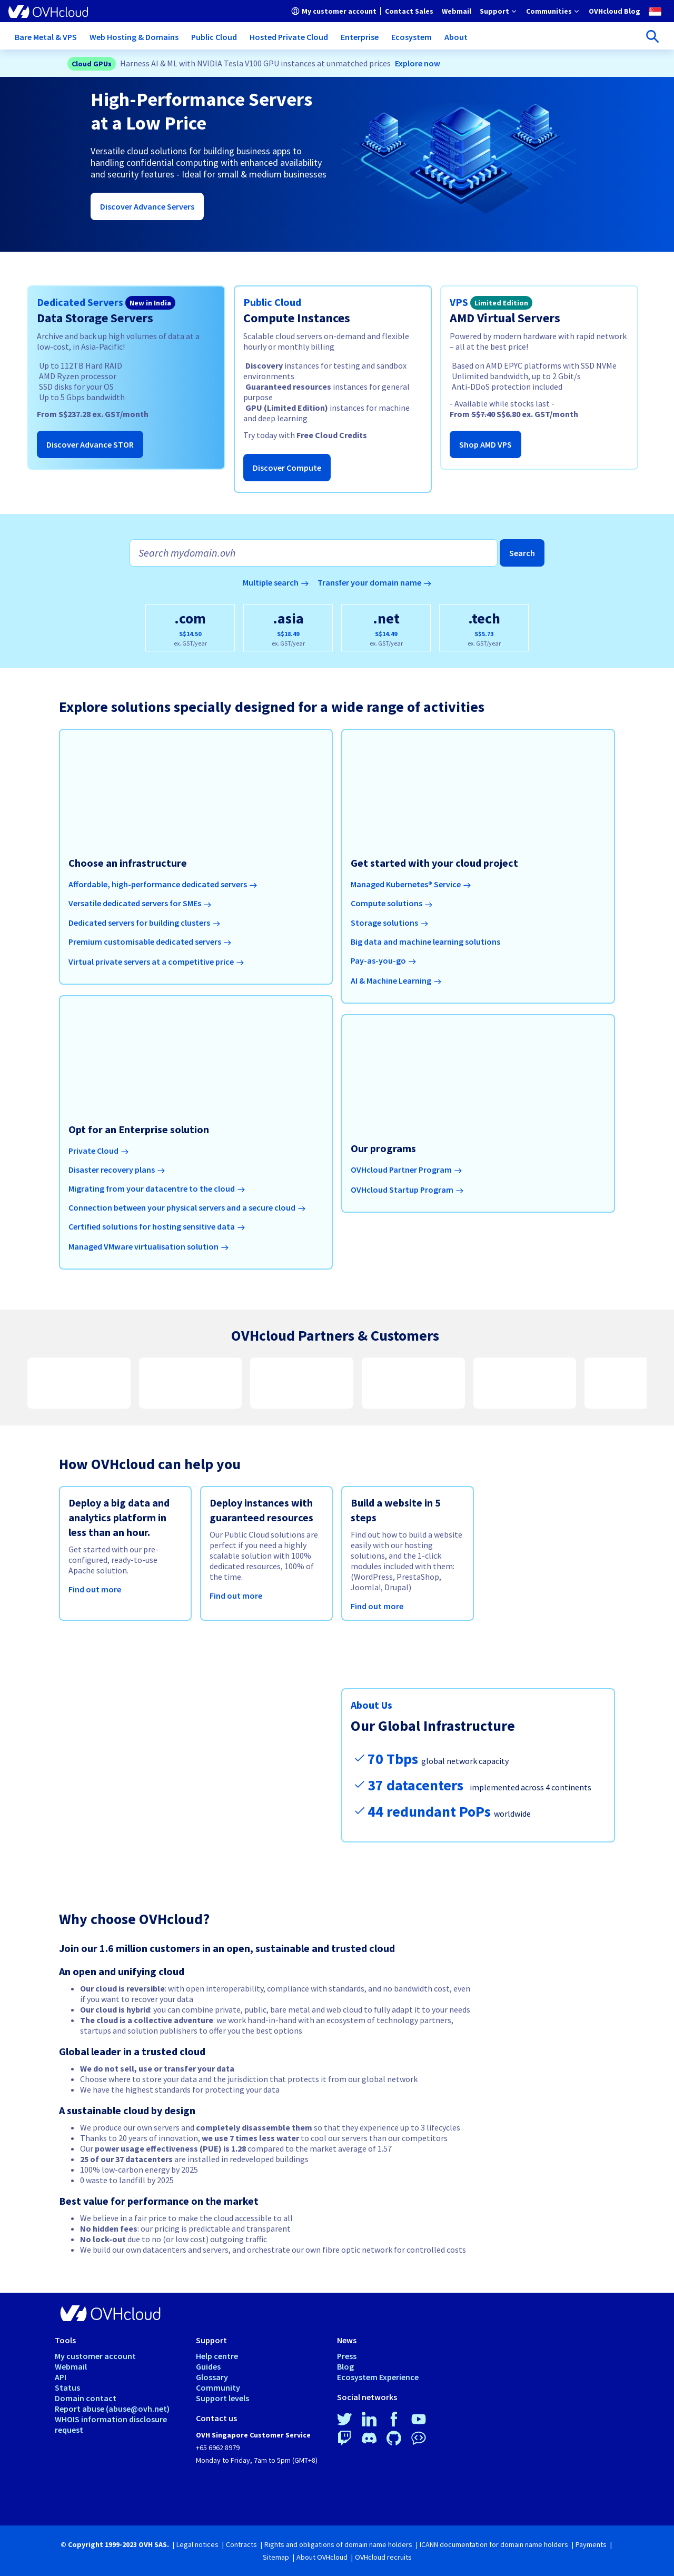 OVHcloud
My customer account | Contact Sales Webmail Support Communities OVHcloud Blog
Bare Metal & VPS Web Hosting & Domains Public Cloud Hosted Private Cloud Enterprise Ecosystem About
Cloud GPUs Harness AI & ML with NVIDIA Tesla V100 GPU instances at unmatched prices Explore now
High-Performance Servers
at a Low Price
Versatile cloud solutions for building business apps to
handling confidential computing with enhanced availability
and security features - Ideal for small & medium businesses
Discover Advance Servers
Dedicated Servers New in India
Data Storage Servers
Archive and back up high volumes of data at a
low-cost, in Asia-Pacific!
Up to 112TB Hard RAID
AMD Ryzen processor
SSD disks for your OS
Up to 5 Gbps bandwidth
From S$237.28 ex. GST/month
Discover Advance STOR
Public Cloud
Compute Instances
Scalable cloud servers on-demand and flexible
hourly or monthly billing
Discovery instances for testing and sandbox
environments
Guaranteed resources instances for general
purpose
GPU (Limited Edition) instances for machine
and deep learning
Try today with Free Cloud Credits
Discover Compute
VPS Limited Edition
AMD Virtual Servers
Powered by modern hardware with rapid network
– all at the best price!
Based on AMD EPYC platforms with SSD NVMe
Unlimited bandwidth, up to 2 Gbit/s
Anti-DDoS protection included
- Available while stocks last -
From S$7.40 S$6.80 ex. GST/month
Shop AMD VPS
Search mydomain.ovh
Search
Multiple search → Transfer your domain name →
.com
S$14.50
ex. GST/year
.asia
S$18.49
ex. GST/year
.net
S$14.49
ex. GST/year
.tech
S$5.73
ex. GST/year
Explore solutions specially designed for a wide range of activities
Choose an infrastructure
Affordable, high-performance dedicated servers →
Versatile dedicated servers for SMEs →
Dedicated servers for building clusters →
Premium customisable dedicated servers →
Virtual private servers at a competitive price →
Get started with your cloud project
Managed Kubernetes® Service →
Compute solutions →
Storage solutions →
Big data and machine learning solutions
Pay-as-you-go →
AI & Machine Learning →
Opt for an Enterprise solution
Private Cloud →
Disaster recovery plans →
Migrating from your datacentre to the cloud →
Connection between your physical servers and a secure cloud →
Certified solutions for hosting sensitive data →
Managed VMware virtualisation solution →
Our programs
OVHcloud Partner Program →
OVHcloud Startup Program →
OVHcloud Partners & Customers
How OVHcloud can help you
Deploy a big data and
analytics platform in
less than an hour.
Get started with our pre-
configured, ready-to-use
Apache solution.
Find out more
Deploy instances with
guaranteed resources
Our Public Cloud solutions are
perfect if you need a highly
scalable solution with 100%
dedicated resources, 100% of
the time.
Find out more
Build a website in 5
steps
Find out how to build a website
easily with our hosting
solutions, and the 1-click
modules included with them:
(WordPress, PrestaShop,
Joomla!, Drupal)
Find out more
About Us
Our Global Infrastructure
70 Tbps global network capacity
37 datacenters implemented across 4 continents
44 redundant PoPs worldwide
Why choose OVHcloud?
Join our 1.6 million customers in an open, sustainable and trusted cloud
An open and unifying cloud
• Our cloud is reversible: with open interoperability, compliance with standards, and no bandwidth cost, even
if you want to recover your data
• Our cloud is hybrid: you can combine private, public, bare metal and web cloud to fully adapt it to your needs
• The cloud is a collective adventure: we work hand-in-hand with an ecosystem of technology partners,
startups and solution publishers to offer you the best options
Global leader in a trusted cloud
• We do not sell, use or transfer your data
• Choose where to store your data and the jurisdiction that protects it from our global network
• We have the highest standards for protecting your data
A sustainable cloud by design
• We produce our own servers and completely disassemble them so that they experience up to 3 lifecycles
• Thanks to 20 years of innovation, we use 7 times less water to cool our servers than our competitors
• Our power usage effectiveness (PUE) is 1.28 compared to the market average of 1.57
• 25 of our 37 datacenters are installed in redeveloped buildings
• 100% low-carbon energy by 2025
• 0 waste to landfill by 2025
Best value for performance on the market
• We believe in a fair price to make the cloud accessible to all
• No hidden fees: our pricing is predictable and transparent
• No lock-out due to no (or low cost) outgoing traffic
• We build our own datacenters and servers, and orchestrate our own fibre optic network for controlled costs
OVHcloud
Tools
My customer account
Webmail
API
Status
Domain contact
Report abuse (abuse@ovh.net)
WHOIS information disclosure
request
Support
Help centre
Guides
Glossary
Community
Support levels
Contact us
OVH Singapore Customer Service
+65 6962 8979
Monday to Friday, 7am to 5pm (GMT+8)
News
Press
Blog
Ecosystem Experience
Social networks
© Copyright 1999-2023 OVH SAS. | Legal notices | Contracts | Rights and obligations of domain name holders | ICANN documentation for domain name holders | Payments |
Sitemap | About OVHcloud | OVHcloud recruits